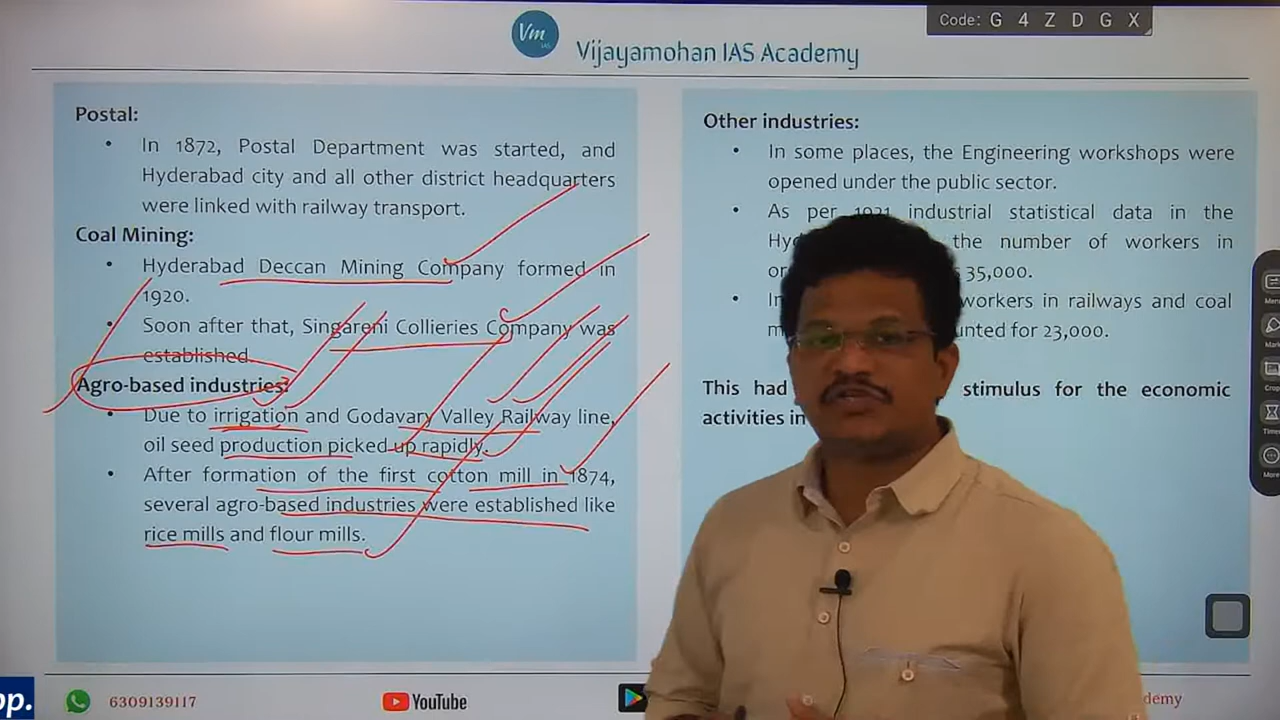 Code: G 4 Z D G X
Vm
IAS
Vijayamohan IAS Academy
Postal:
• In 1872, Postal Department was started, and
Hyderabad city and all other district headquarters
were linked with railway transport.
Coal Mining:
• Hyderabad Deccan Mining Company formed in
1920.
• Soon after that, Singareni Collieries Company was
established.
Agro-based industries:
• Due to irrigation and Godavary Valley Railway line,
oil seed production picked up rapidly.
• After formation of the first cotton mill in 1874,
several agro-based industries were established like
rice mills and flour mills.
Other industries:
• In some places, the Engineering workshops were
opened under the public sector.
• As per 1921 industrial statistical data in the
the number of workers in
35,000.
workers in railways and coal
unted for 23,000.
This had stimulus for the economic
activities in
Mark
Crop
More
pp.
6309139117
YouTube
demy